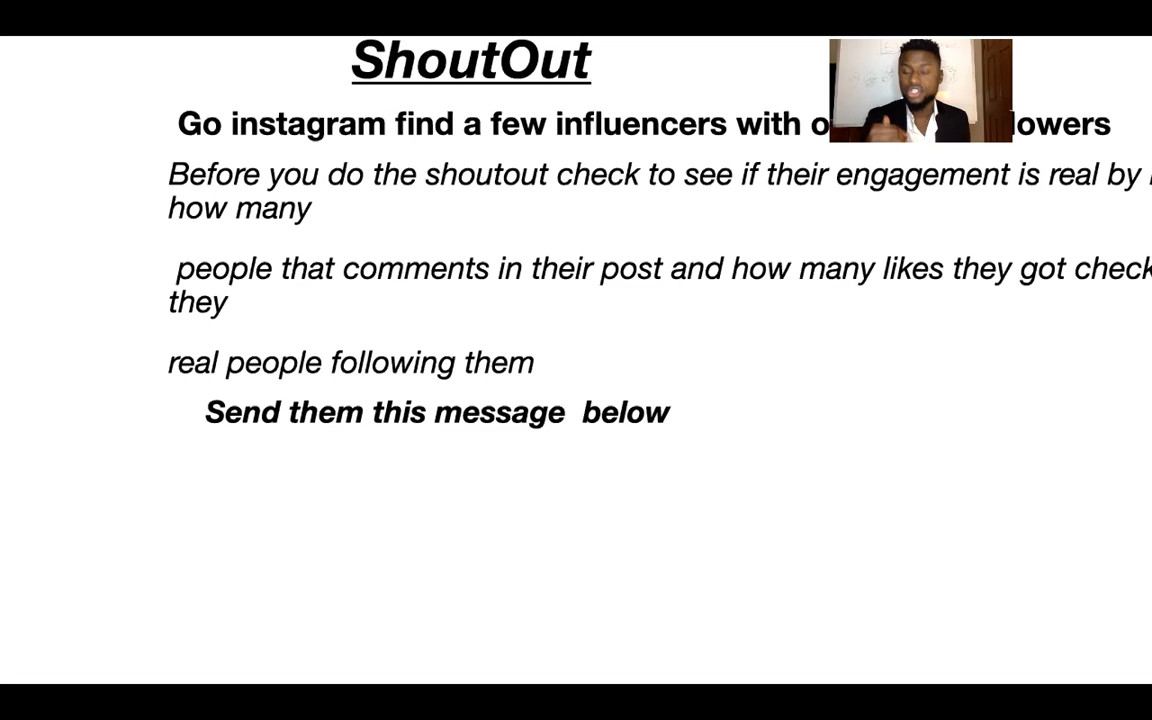 ShoutOut
Go instagram find a few influencers with
Before you do the shoutout check to see if their engagement is real by
how many
people that comments in their post and how many likes they got check
they
real people following them
Send them this message below